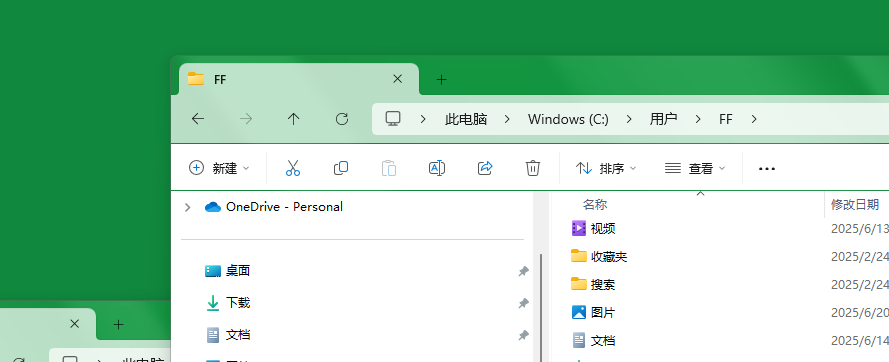 FF
此电脑 Windows (C:) 用户 FF
新建 排序 查看
OneDrive - Personal
名称 修改日期
视频 2025/6/13
收藏夹 2025/2/24
桌面
搜索 2025/2/24
下载
图片 2025/6/20
文档
文档 2025/6/14
此电脑